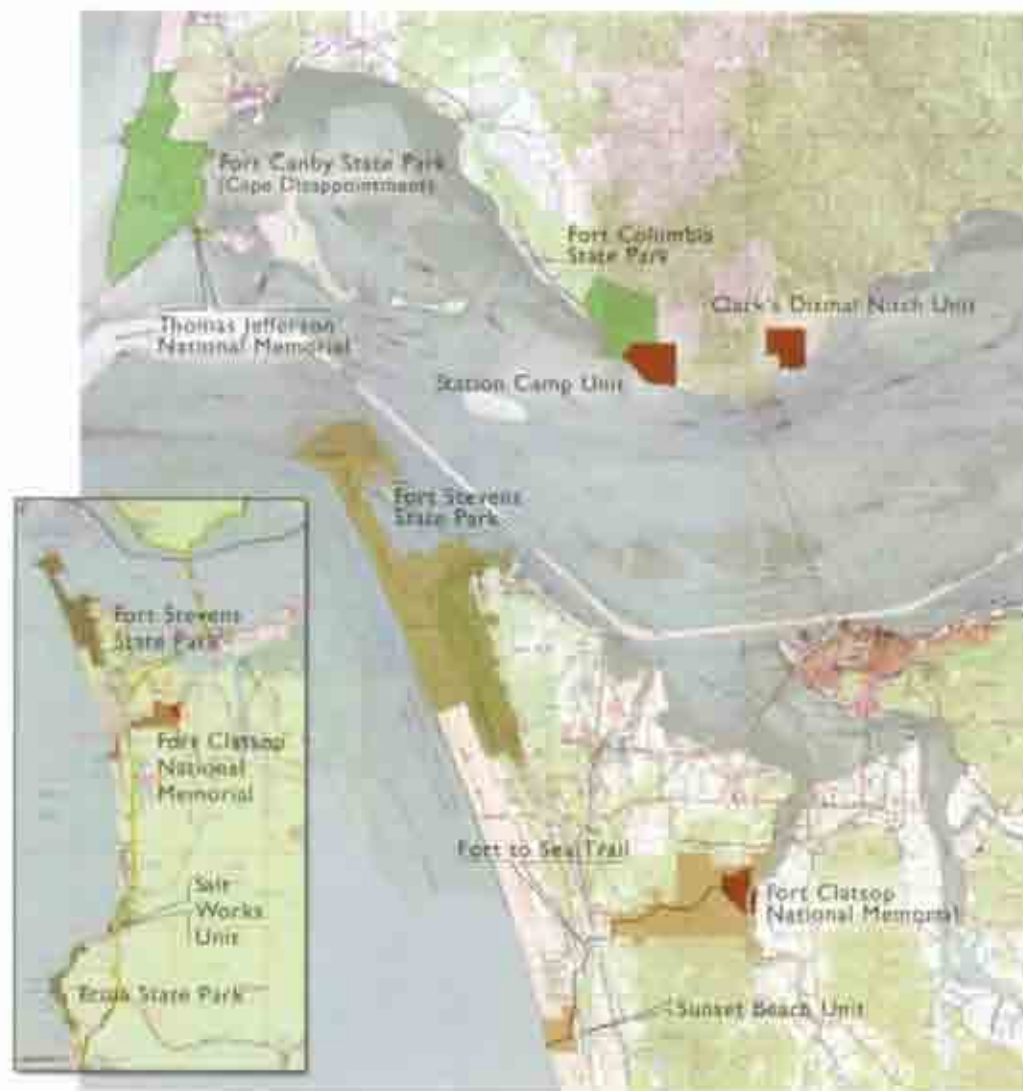 Fort Canby State Park
(Cape Disappointment)
Fort Columbia
State Park
Clark's Dismal Nitch Unit
Thomas Jefferson
National Memorial
Station Camp Unit
Fort Stevens
State Park
Fort Stevens
State Park
Fort Clatsop
National
Memorial
Fort to Sea Trail
Fort Clatsop
National Memorial
Salt
Works
Unit
Ecola State Park
Sunset Beach Unit